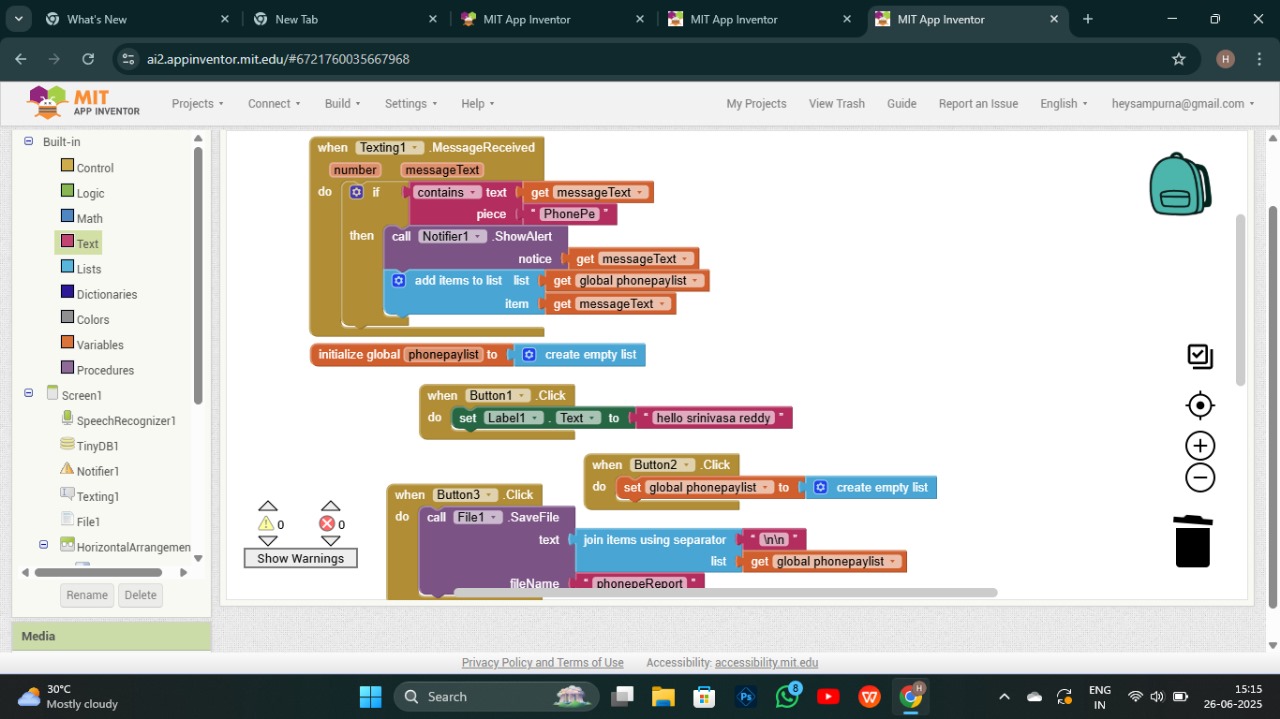 What's New
New Tab
MIT App Inventor
MIT App Inventor
MIT App Inventor
ai2.appinventor.mit.edu/#6721760035667968
H
MIT
APP INVENTOR
Projects
Connect
Build
Settings
Help
My Projects
View Trash
Guide
Report an Issue
English
heysampurna@gmail.com
Built-in
Control
Logic
Math
Text
Lists
Dictionaries
Colors
Variables
Procedures
Screen1
SpeechRecognizer1
TinyDB1
Notifier1
Texting1
File1
HorizontalArrangemen
Rename Delete
Media
when Texting1 .MessageReceived
number messageText
do if contains text get messageText
piece " PhonePe "
then call Notifier1 .ShowAlert
notice get messageText
add items to list list get global phonepaylist
item get messageText
initialize global phonepaylist to create empty list
when Button1 .Click
do set Label1 . Text to " hello srinivasa reddy "
when Button2 .Click
do set global phonepaylist to create empty list
when Button3 .Click
do call File1 .SaveFile
text join items using separator " \n\n "
list get global phonepaylist
fileName " phonepeReport "
0 0
Show Warnings
Privacy Policy and Terms of Use Accessibility: accessibility.mit.edu
30°C
Mostly cloudy
Search
Ps
8
W
H
ENG
IN
15:15
26-06-2025